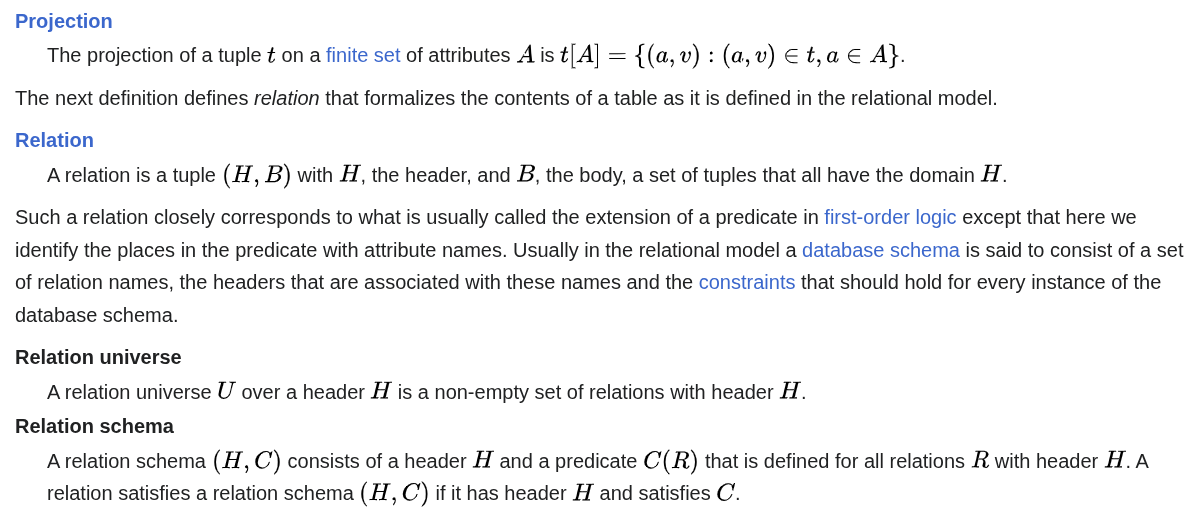 Projection
The projection of a tuple t on a finite set of attributes A is t[A] = {(a, v) : (a, v) ∈ t, a ∈ A}.
The next definition defines relation that formalizes the contents of a table as it is defined in the relational model.
Relation
A relation is a tuple (H, B) with H, the header, and B, the body, a set of tuples that all have the domain H.
Such a relation closely corresponds to what is usually called the extension of a predicate in first-order logic except that here we
identify the places in the predicate with attribute names. Usually in the relational model a database schema is said to consist of a set
of relation names, the headers that are associated with these names and the constraints that should hold for every instance of the
database schema.
Relation universe
A relation universe U over a header H is a non-empty set of relations with header H.
Relation schema
A relation schema (H, C) consists of a header H and a predicate C(R) that is defined for all relations R with header H. A
relation satisfies a relation schema (H, C) if it has header H and satisfies C.